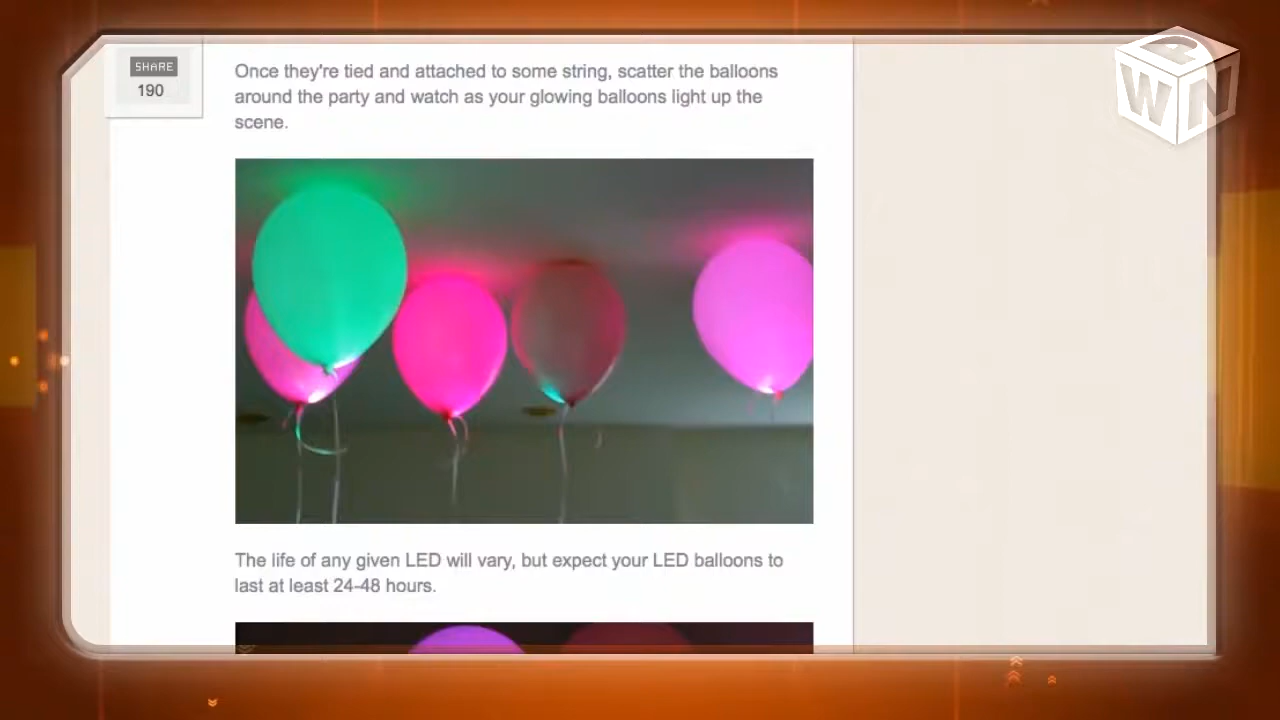 SHARE
190
Once they're tied and attached to some string, scatter the balloons
around the party and watch as your glowing balloons light up the
scene.
The life of any given LED will vary, but expect your LED balloons to
last at least 24-48 hours.
PWN